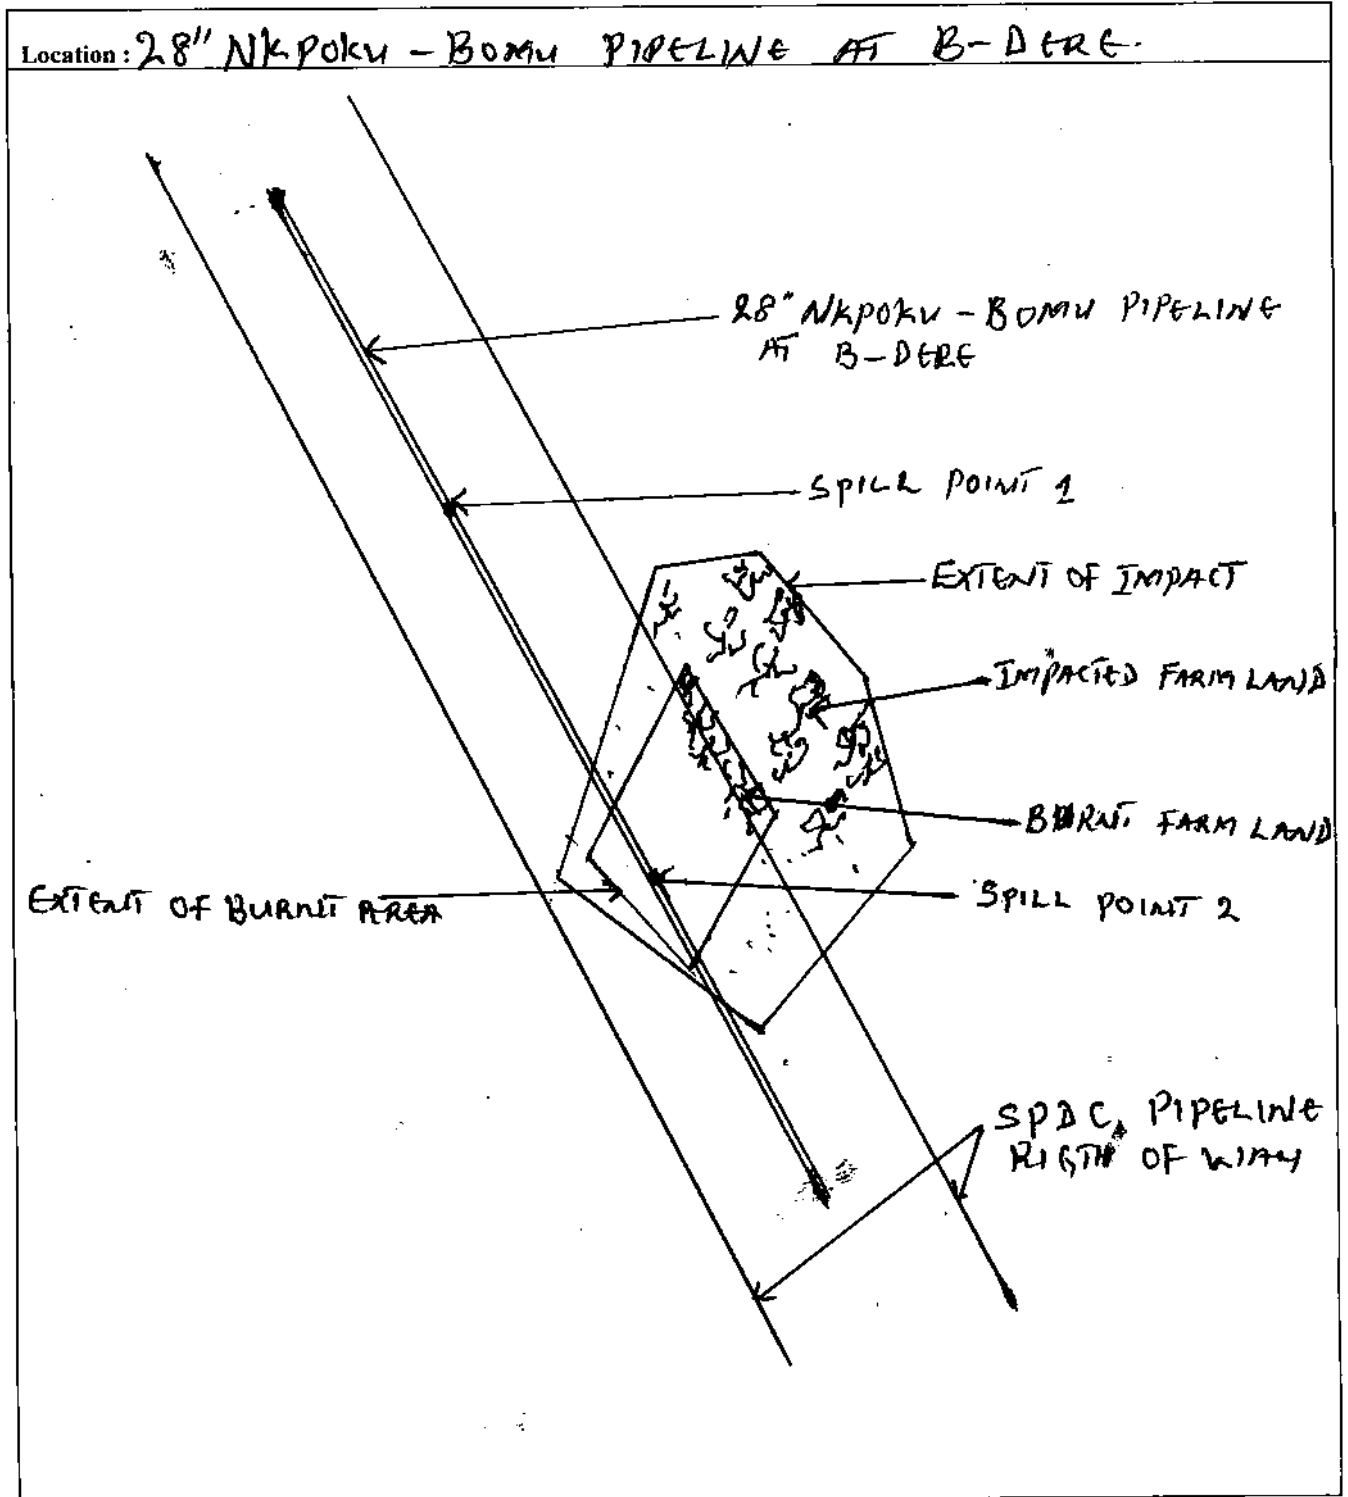 Location : 28" NKPOKU - BOMU PIPELINE AT B-DERE.
28" NKPOKU - BOMU PIPELINE
AT B-DERE
SPILL POINT 1
EXTENT OF IMPACT
IMPACTED FARM LAND
BURNT FARM LAND
EXTENT OF BURNT AREA
SPILL POINT 2
SPDC PIPELINE
RIGTH OF WAY